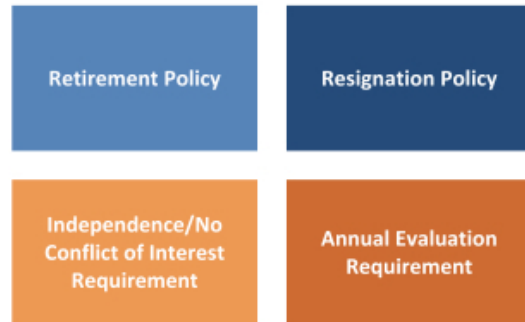 Retirement Policy
Resignation Policy
Independence/No
Conflict of Interest
Requirement
Annual Evaluation
Requirement